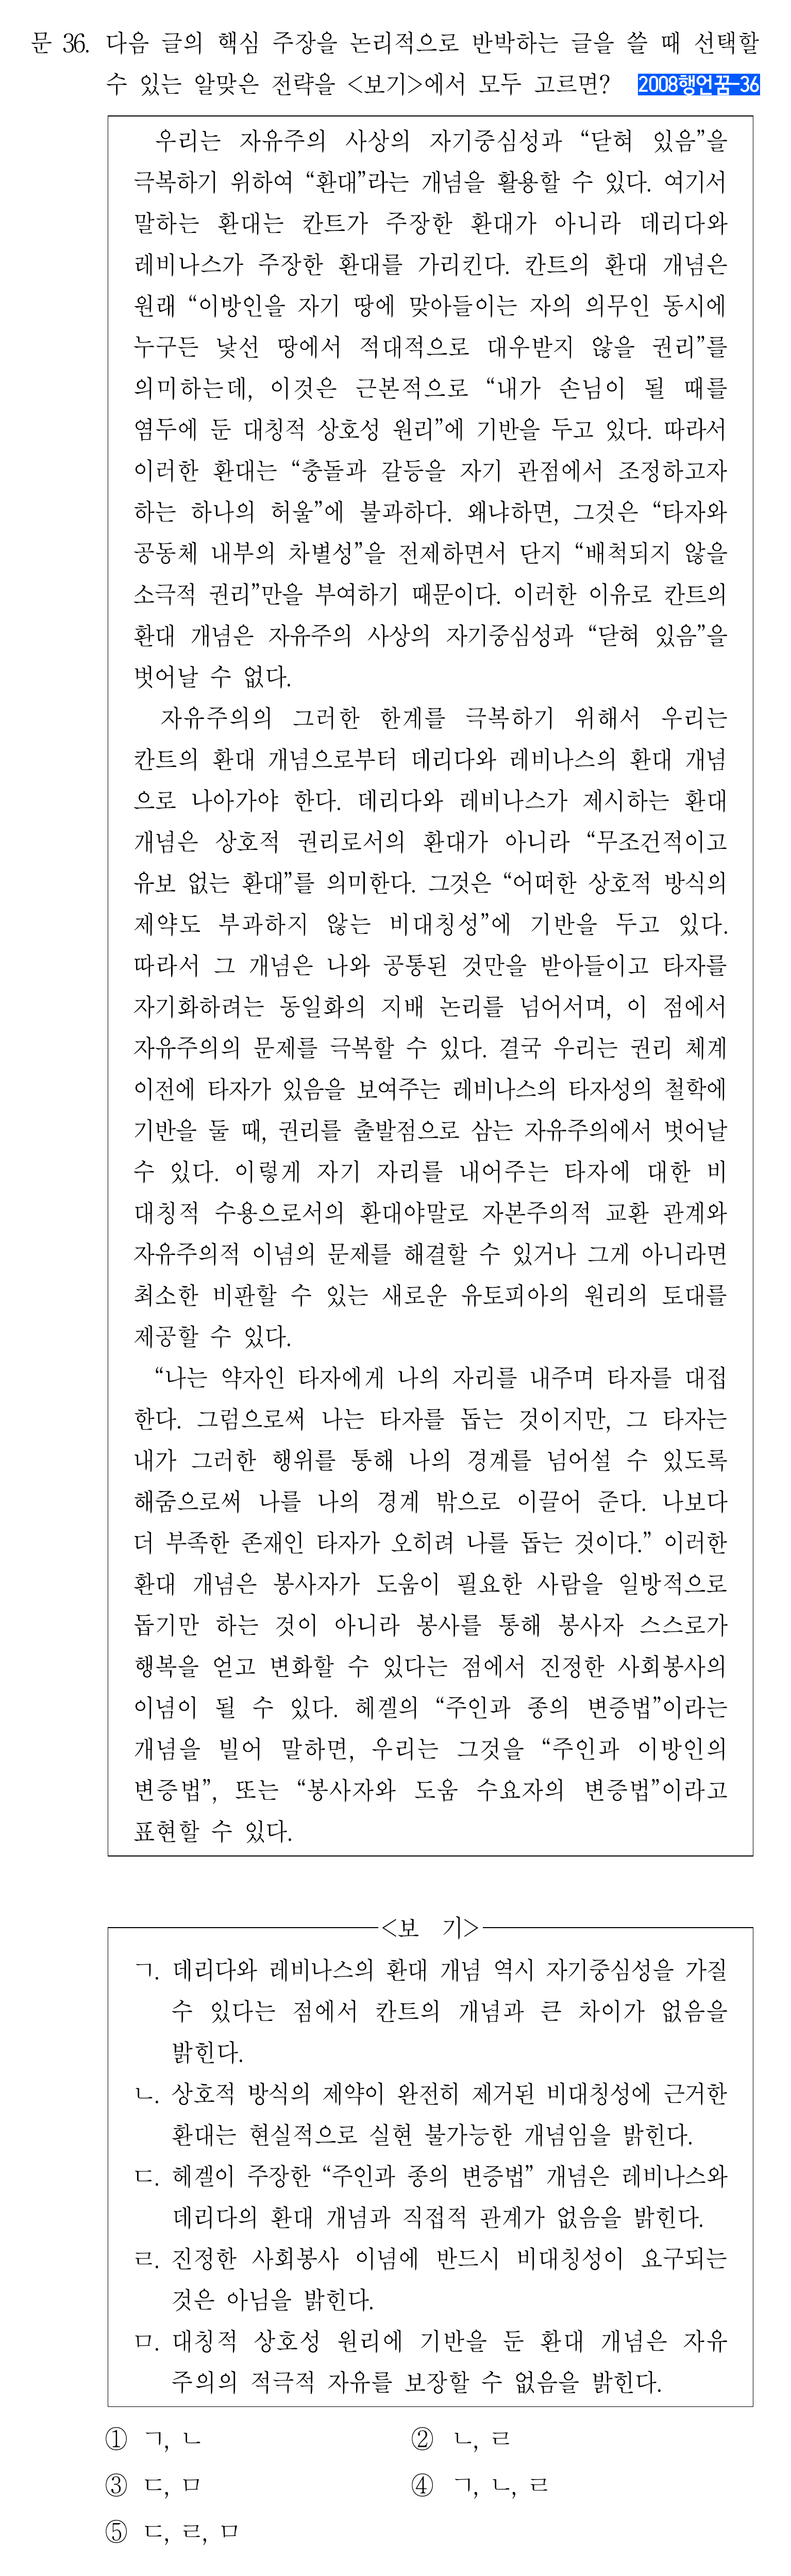 문 36. 다음 글의 핵심 주장을 논리적으로 반박하는 글을 쓸 때 선택할
수 있는 알맞은 전략을 <보기>에서 모두 고르면? 2008행언꿈-36
우리는 자유주의 사상의 자기중심성과 “닫혀 있음”을
극복하기 위하여 “환대”라는 개념을 활용할 수 있다. 여기서
말하는 환대는 칸트가 주장한 환대가 아니라 데리다와
레비나스가 주장한 환대를 가리킨다. 칸트의 환대 개념은
원래 “이방인을 자기 땅에 맞아들이는 자의 의무인 동시에
누구든 낯선 땅에서 적대적으로 대우받지 않을 권리”를
의미하는데, 이것은 근본적으로 “내가 손님이 될 때를
염두에 둔 대칭적 상호성 원리”에 기반을 두고 있다. 따라서
이러한 환대는 “충돌과 갈등을 자기 관점에서 조정하고자
하는 하나의 허울”에 불과하다. 왜냐하면, 그것은 “타자와
공동체 내부의 차별성”을 전제하면서 단지 “배척되지 않을
소극적 권리”만을 부여하기 때문이다. 이러한 이유로 칸트의
환대 개념은 자유주의 사상의 자기중심성과 “닫혀 있음”을
벗어날 수 없다.
자유주의의 그러한 한계를 극복하기 위해서 우리는
칸트의 환대 개념으로부터 데리다와 레비나스의 환대 개념
으로 나아가야 한다. 데리다와 레비나스가 제시하는 환대
개념은 상호적 권리로서의 환대가 아니라 “무조건적이고
유보 없는 환대”를 의미한다. 그것은 “어떠한 상호적 방식의
제약도 부과하지 않는 비대칭성”에 기반을 두고 있다.
따라서 그 개념은 나와 공통된 것만을 받아들이고 타자를
자기화하려는 동일화의 지배 논리를 넘어서며, 이 점에서
자유주의의 문제를 극복할 수 있다. 결국 우리는 권리 체계
이전에 타자가 있음을 보여주는 레비나스의 타자성의 철학에
기반을 둘 때, 권리를 출발점으로 삼는 자유주의에서 벗어날
수 있다. 이렇게 자기 자리를 내어주는 타자에 대한 비
대칭적 수용으로서의 환대야말로 자본주의적 교환 관계와
자유주의적 이념의 문제를 해결할 수 있거나 그게 아니라면
최소한 비판할 수 있는 새로운 유토피아의 원리의 토대를
제공할 수 있다.
“나는 약자인 타자에게 나의 자리를 내주며 타자를 대접
한다. 그럼으로써 나는 타자를 돕는 것이지만, 그 타자는
내가 그러한 행위를 통해 나의 경계를 넘어설 수 있도록
해줌으로써 나를 나의 경계 밖으로 이끌어 준다. 나보다
더 부족한 존재인 타자가 오히려 나를 돕는 것이다.” 이러한
환대 개념은 봉사자가 도움이 필요한 사람을 일방적으로
돕기만 하는 것이 아니라 봉사를 통해 봉사자 스스로가
행복을 얻고 변화할 수 있다는 점에서 진정한 사회봉사의
이념이 될 수 있다. 헤겔의 “주인과 종의 변증법”이라는
개념을 빌어 말하면, 우리는 그것을 “주인과 이방인의
변증법”, 또는 “봉사자와 도움 수요자의 변증법”이라고
표현할 수 있다.
<보 기>
ㄱ. 데리다와 레비나스의 환대 개념 역시 자기중심성을 가질
수 있다는 점에서 칸트의 개념과 큰 차이가 없음을
밝힌다.
ㄴ. 상호적 방식의 제약이 완전히 제거된 비대칭성에 근거한
환대는 현실적으로 실현 불가능한 개념임을 밝힌다.
ㄷ. 헤겔이 주장한 “주인과 종의 변증법” 개념은 레비나스와
데리다의 환대 개념과 직접적 관계가 없음을 밝힌다.
ㄹ. 진정한 사회봉사 이념에 반드시 비대칭성이 요구되는
것은 아님을 밝힌다.
ㅁ. 대칭적 상호성 원리에 기반을 둔 환대 개념은 자유
주의의 적극적 자유를 보장할 수 없음을 밝힌다.
① ㄱ, ㄴ ② ㄴ, ㄹ
③ ㄷ, ㅁ ④ ㄱ, ㄴ, ㄹ
⑤ ㄷ, ㄹ, ㅁ